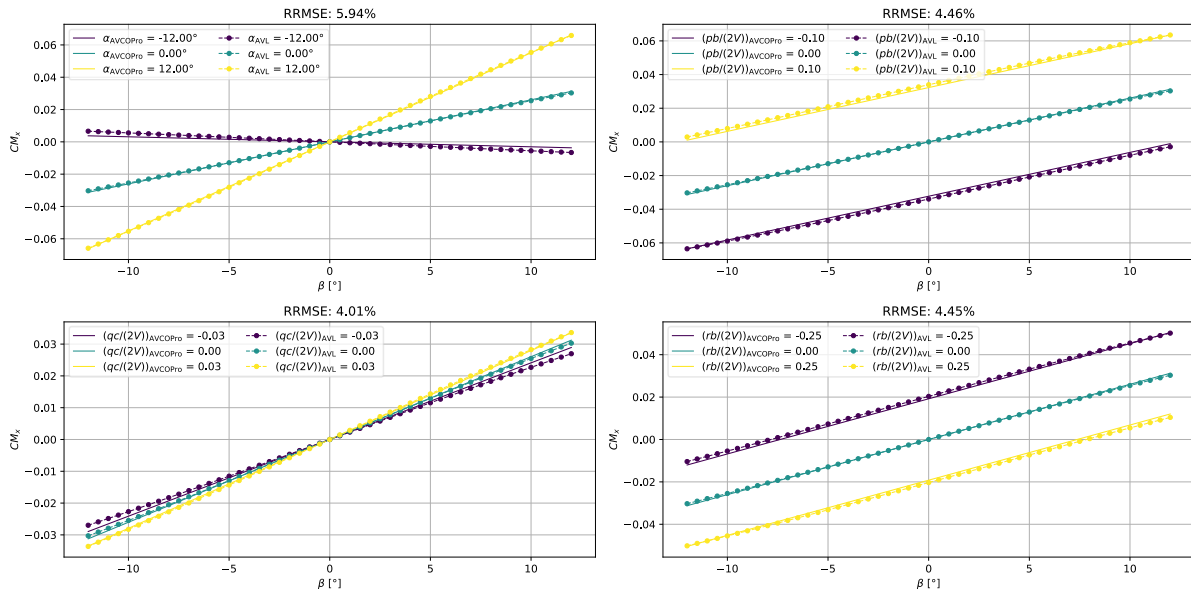 RRMSE: 5.94%
α_AVCOPro = -12.00° α_AVL = -12.00°
α_AVCOPro = 0.00° α_AVL = 0.00°
α_AVCOPro = 12.00° α_AVL = 12.00°
CM_x
0.06
0.04
0.02
0.00
−0.02
−0.04
−0.06
−10 −5 0 5 10
β [°]
RRMSE: 4.46%
(pb/(2V))_AVCOPro = -0.10 (pb/(2V))_AVL = -0.10
(pb/(2V))_AVCOPro = 0.00 (pb/(2V))_AVL = 0.00
(pb/(2V))_AVCOPro = 0.10 (pb/(2V))_AVL = 0.10
CM_x
0.06
0.04
0.02
0.00
−0.02
−0.04
−0.06
−10 −5 0 5 10
β [°]
RRMSE: 4.01%
(qc/(2V))_AVCOPro = -0.03 (qc/(2V))_AVL = -0.03
(qc/(2V))_AVCOPro = 0.00 (qc/(2V))_AVL = 0.00
(qc/(2V))_AVCOPro = 0.03 (qc/(2V))_AVL = 0.03
CM_x
0.03
0.02
0.01
0.00
−0.01
−0.02
−0.03
−10 −5 0 5 10
β [°]
RRMSE: 4.45%
(rb/(2V))_AVCOPro = -0.25 (rb/(2V))_AVL = -0.25
(rb/(2V))_AVCOPro = 0.00 (rb/(2V))_AVL = 0.00
(rb/(2V))_AVCOPro = 0.25 (rb/(2V))_AVL = 0.25
CM_x
0.04
0.02
0.00
−0.02
−0.04
−10 −5 0 5 10
β [°]